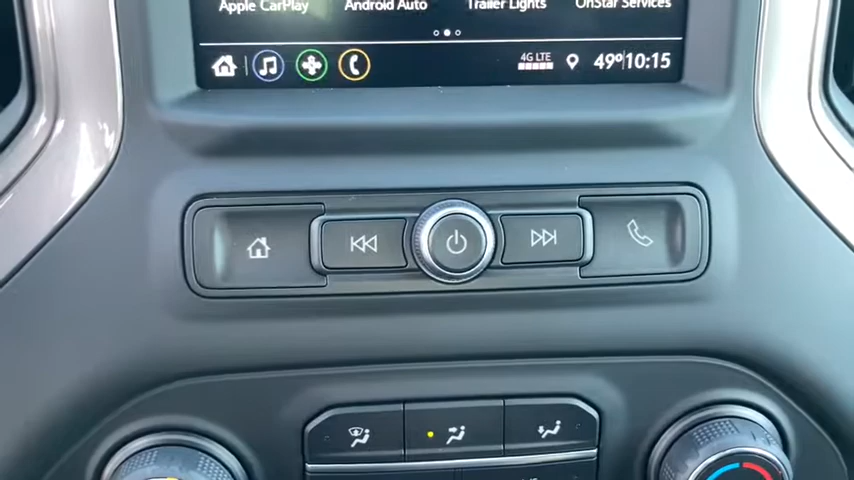 Apple CarPlay Android Auto Trailer Lights OnStar Services
4G LTE
49° 10:15